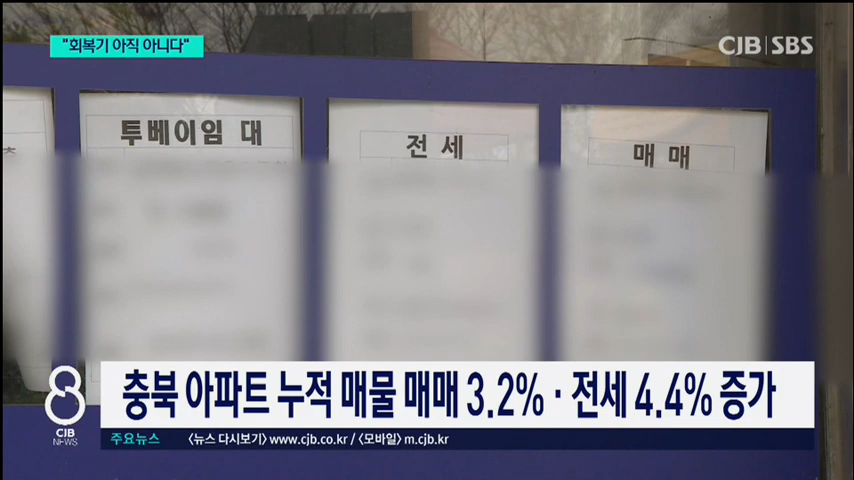 "회복기 아직 아니다"
CJB | SBS
투베이임 대
전 세
매 매
충북 아파트 누적 매물 매매 3.2% · 전세 4.4% 증가
8
CJB
NEWS
주요뉴스 〈뉴스 다시보기〉 www.cjb.co.kr / 〈모바일〉 m.cjb.kr